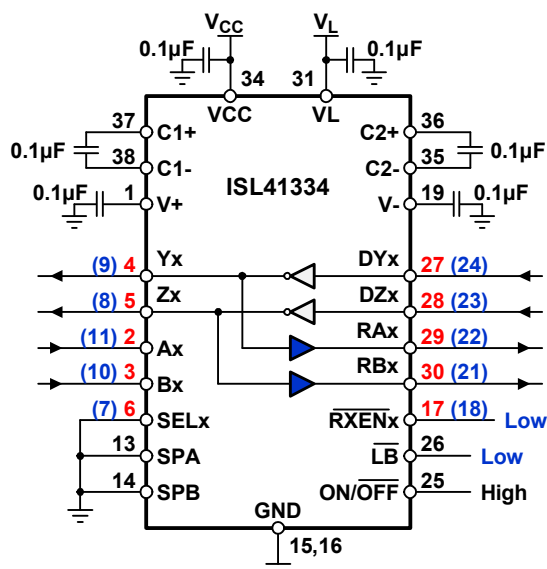 VCC VL
0.1µF 0.1µF
34 31
VCC VL
37 C1+ C2+ 36
0.1µF 0.1µF
38 C1- C2- 35
ISL41334
0.1µF 1 V+ V- 19 0.1µF
(9) 4 Yx DYx 27 (24)
(8) 5 Zx DZx 28 (23)
(11) 2 Ax RAx 29 (22)
(10) 3 Bx RBx 30 (21)
(7) 6 SELx RXENx 17 (18) Low
13 SPA LB 26 Low
14 SPB ON/OFF 25 High
GND
15,16